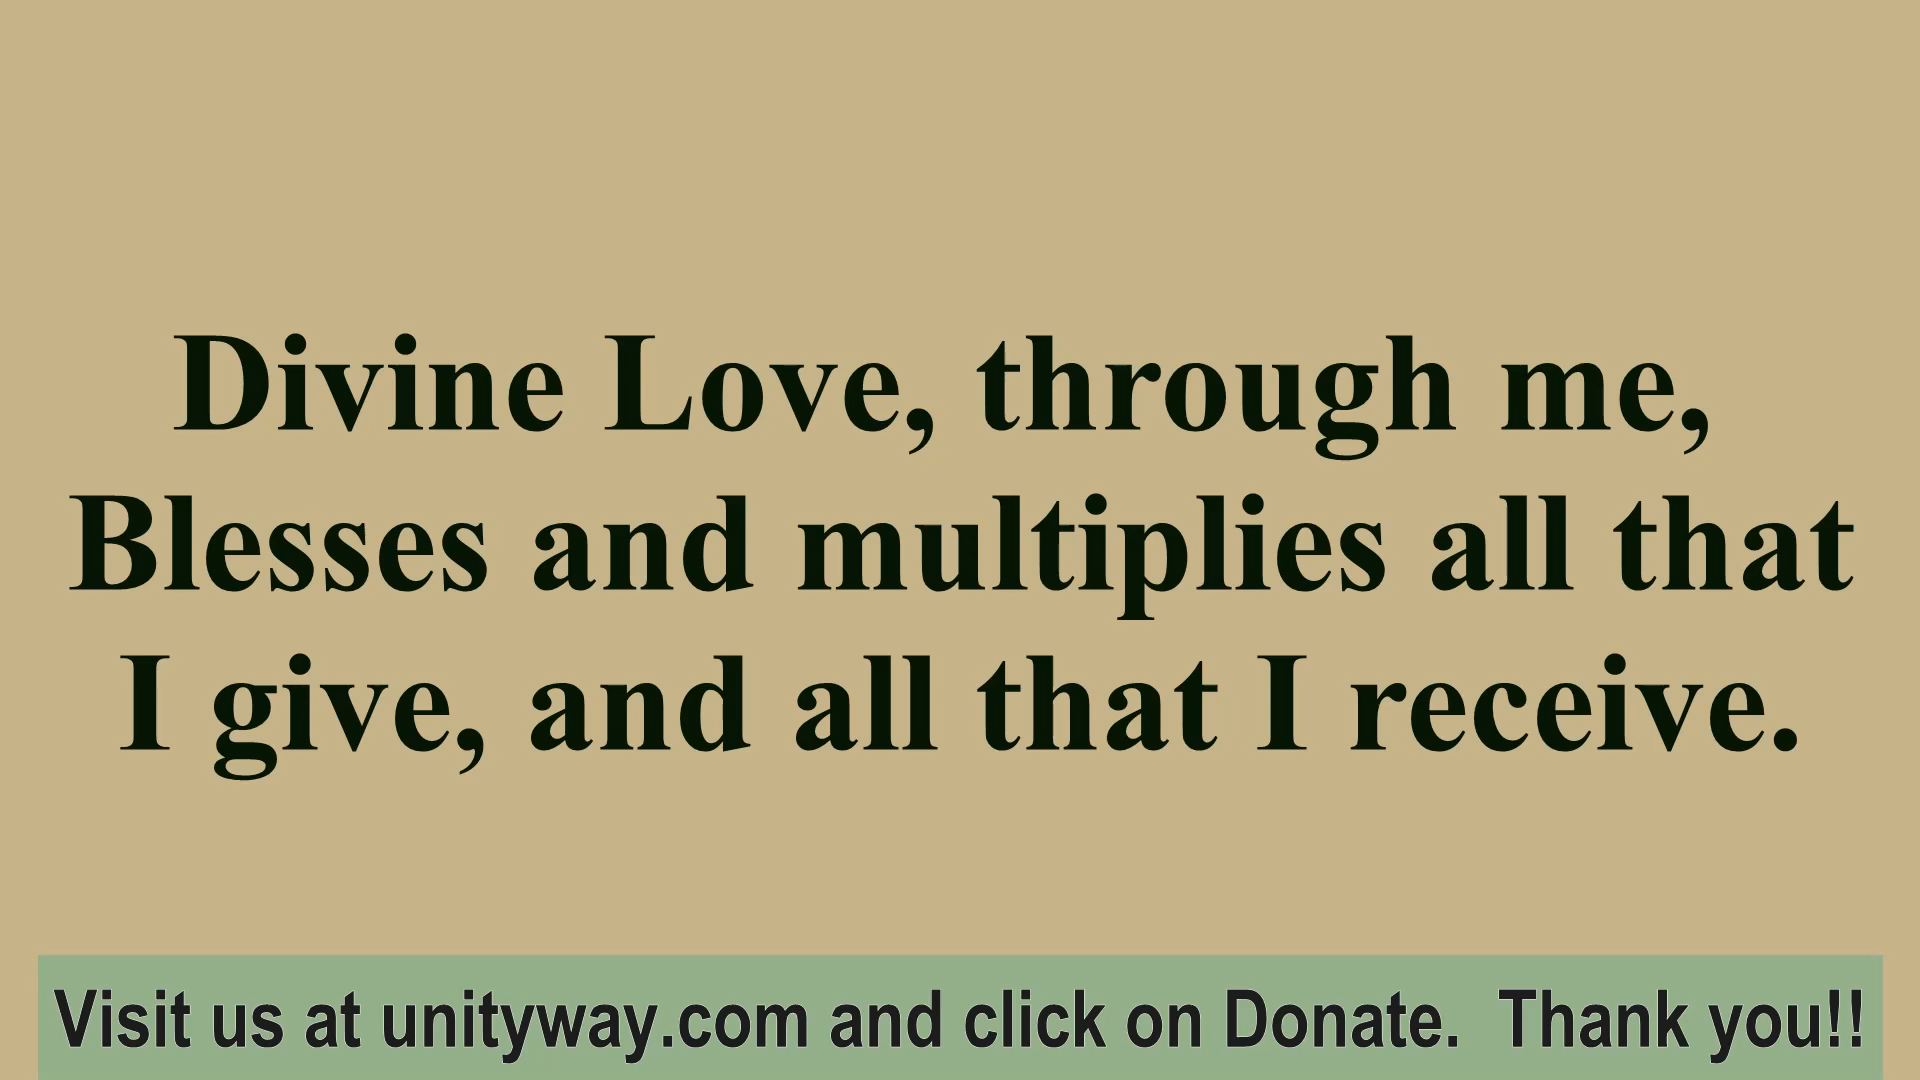 Divine Love, through me,
Blesses and multiplies all that
I give, and all that I receive.
Visit us at unityway.com and click on Donate.  Thank you!!